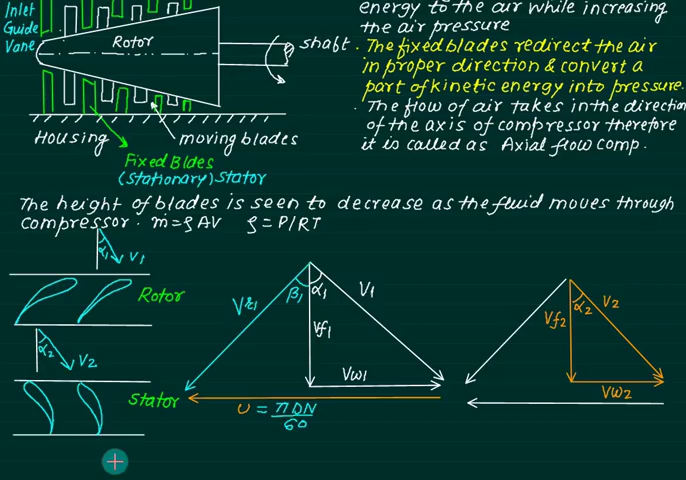 Inlet
Guide
Vane
Rotor
shaft
Housing
moving blades
Fixed Bldes
(Stationary) Stator
energy to the air while increasing
the air pressure
• The fixed blades redirect the air
in proper direction & convert a
part of kinetic energy into pressure.
• The flow of air takes in the direction
of the axis of compressor therefore
it is called as Axial flow comp.
The height of blades is seen to decrease as the fluid moves through
compressor. ṁ = ρAV ρ = P/RT
α1 V1
Rotor
α2 V2
Stator
Vr1 β1 α1 V1
Vf1
Vw1
U = πDN/60
Vf2 α2 V2
Vw2